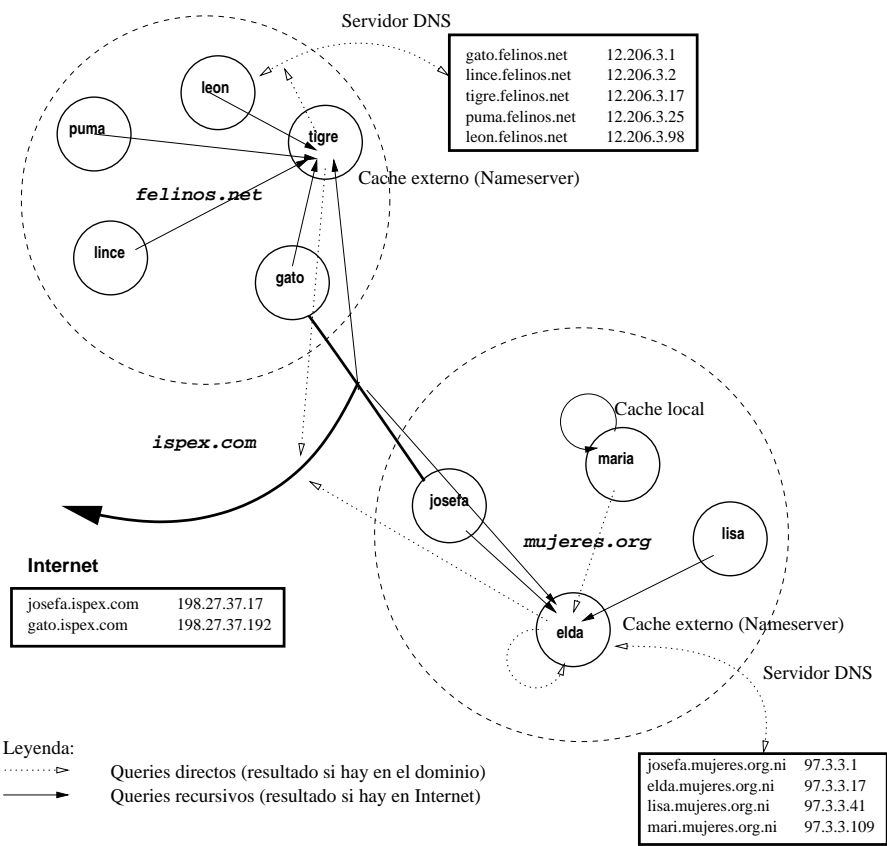 Servidor DNS
gato.felinos.net 12.206.3.1
lince.felinos.net 12.206.3.2
tigre.felinos.net 12.206.3.17
puma.felinos.net 12.206.3.25
leon.felinos.net 12.206.3.98
leon
puma
tigre
Cache externo (Nameserver)
felinos.net
lince
gato
ispex.com
Cache local
maria
josefa
mujeres.org
lisa
Internet
josefa.ispex.com 198.27.37.17
gato.ispex.com 198.27.37.192
elda
Cache externo (Nameserver)
Servidor DNS
Leyenda:
Queries directos (resultado si hay en el dominio)
Queries recursivos (resultado si hay en Internet)
josefa.mujeres.org.ni 97.3.3.1
elda.mujeres.org.ni 97.3.3.17
lisa.mujeres.org.ni 97.3.3.41
mari.mujeres.org.ni 97.3.3.109